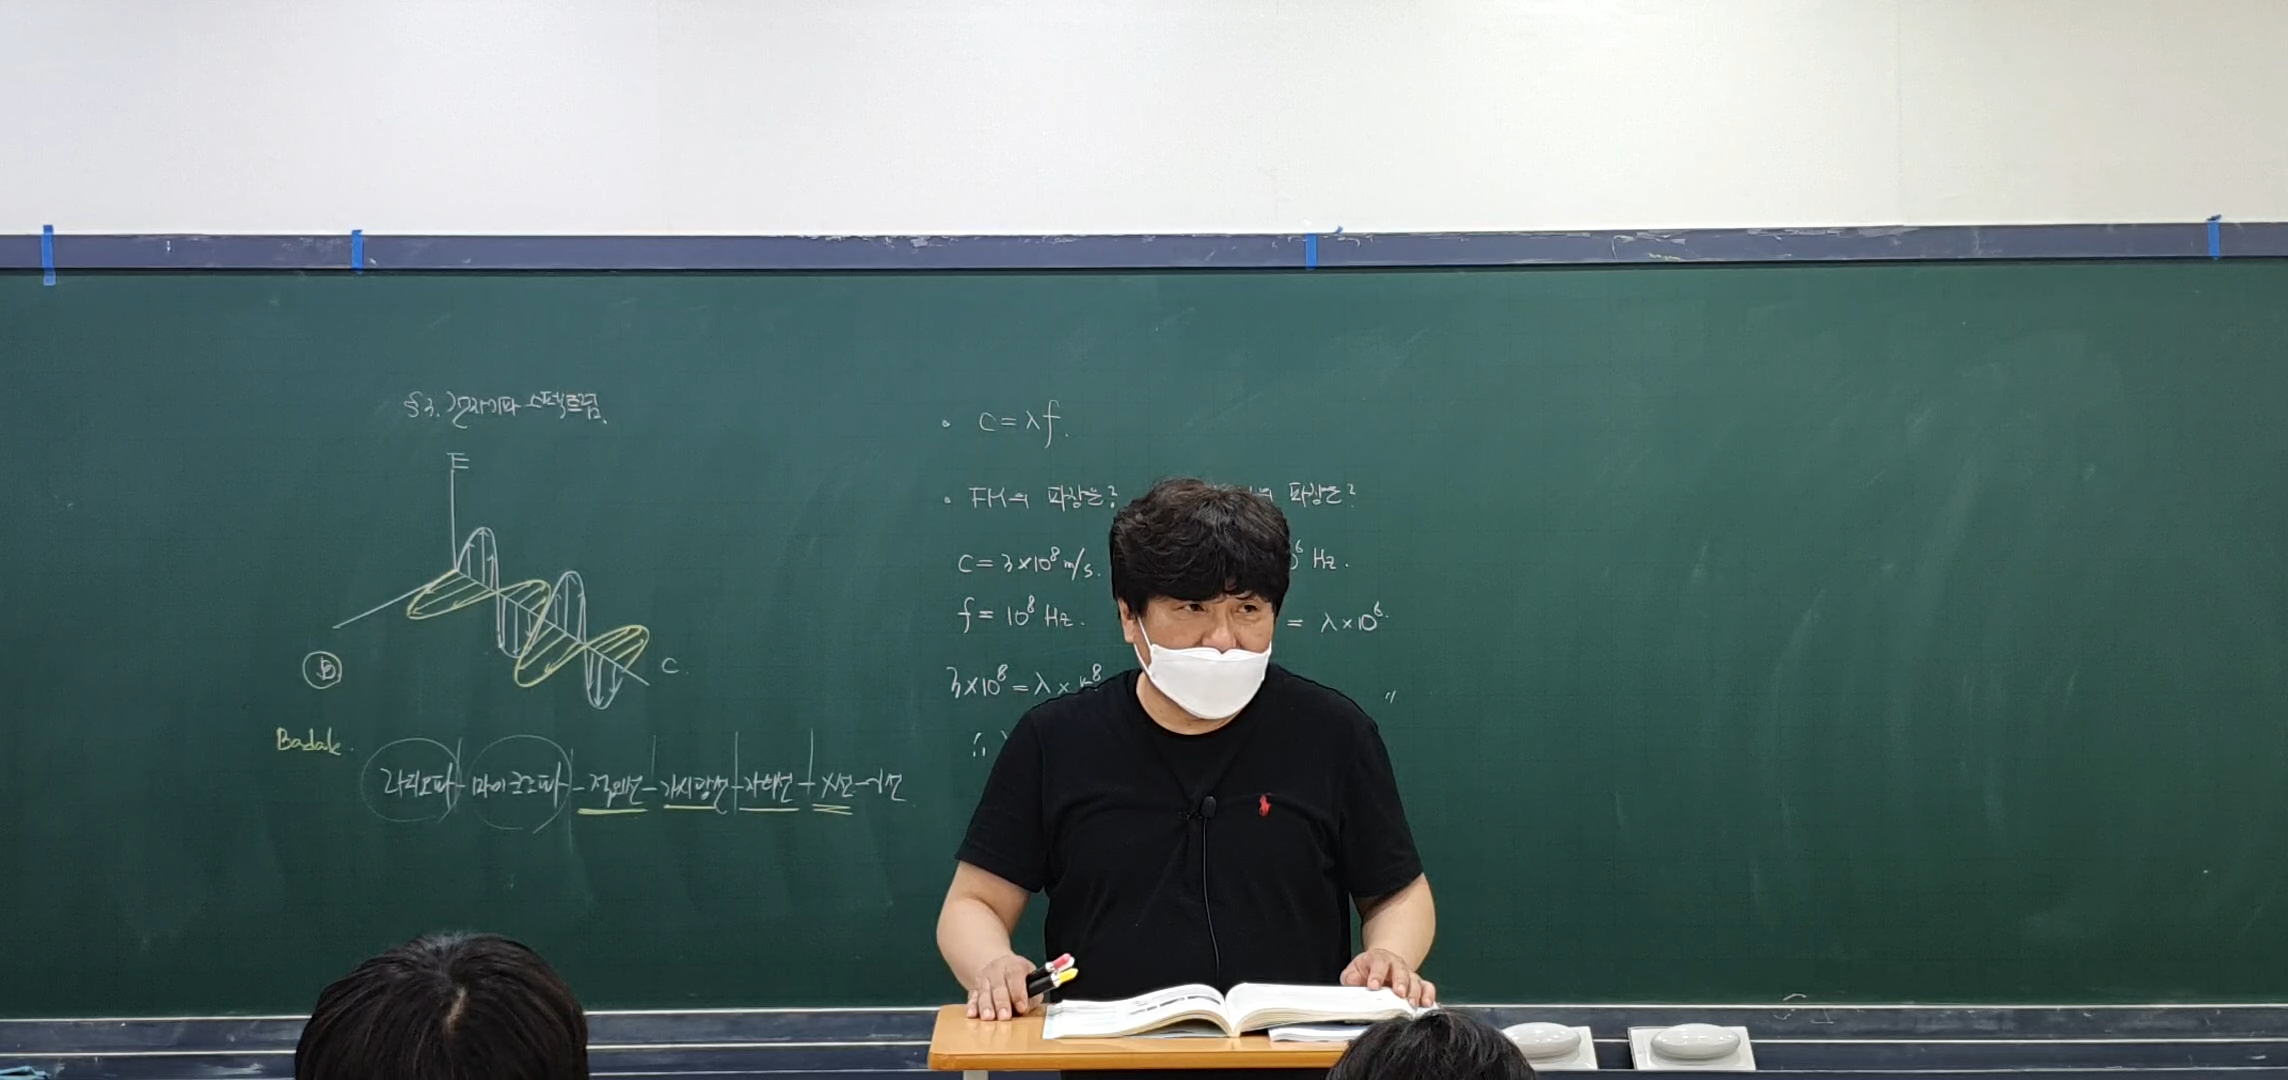 §3. 전자기파 스펙트럼.
E
B
C
라디오파 - 마이크로파 - 적외선 - 가시광선 - 자외선 - X선 - γ선
• c = λf.
• FM의 파장은?
파장은?
C = 3×10⁸ m/s.
f = 10⁸ Hz.
3×10⁸ = λ ×
∴
⁶ Hz.
= λ×10⁶.